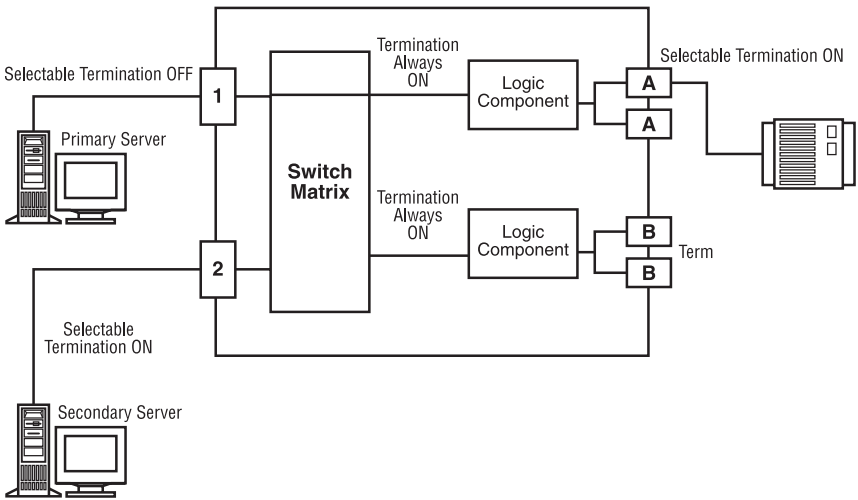 Termination
Always
ON
Selectable Termination OFF
Selectable Termination ON
1
Logic
Component
A
A
Primary Server
Switch
Matrix
Termination
Always
ON
Logic
Component
B
B
Term
2
Selectable
Termination ON
Secondary Server